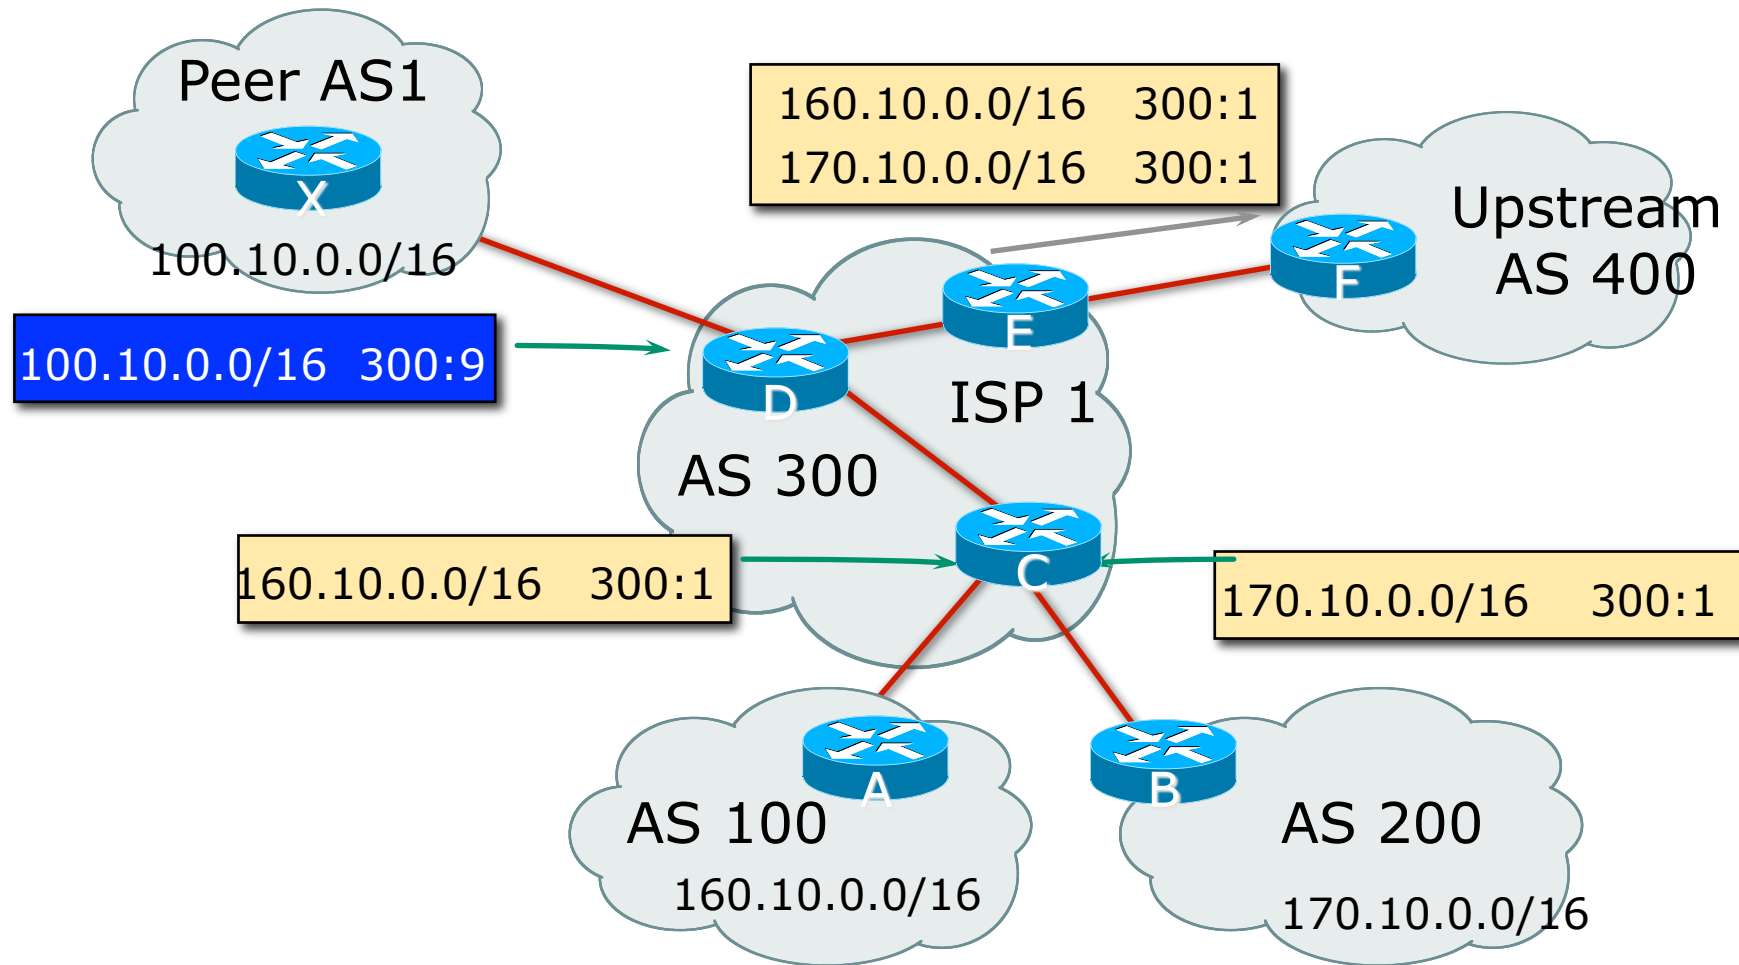 Peer AS1
X
100.10.0.0/16
160.10.0.0/16 300:1
170.10.0.0/16 300:1
Upstream
AS 400
F
E
100.10.0.0/16 300:9
D
ISP 1
AS 300
160.10.0.0/16 300:1
C
170.10.0.0/16 300:1
A
AS 100
160.10.0.0/16
B
AS 200
170.10.0.0/16